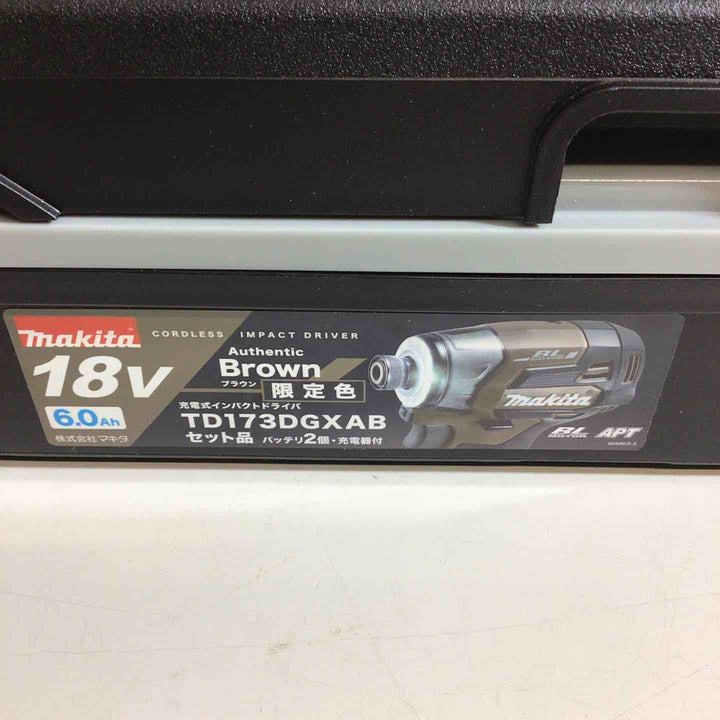 makita
CORDLESS IMPACT DRIVER
18V
6.0Ah
株式会社 マキタ
Authentic
Brown
ブラウン
限定色
充電式インパクトドライバ
TD173DGXAB
セット品 バッテリ2個・充電器付
BL
makita
BL
MOTOR
APT